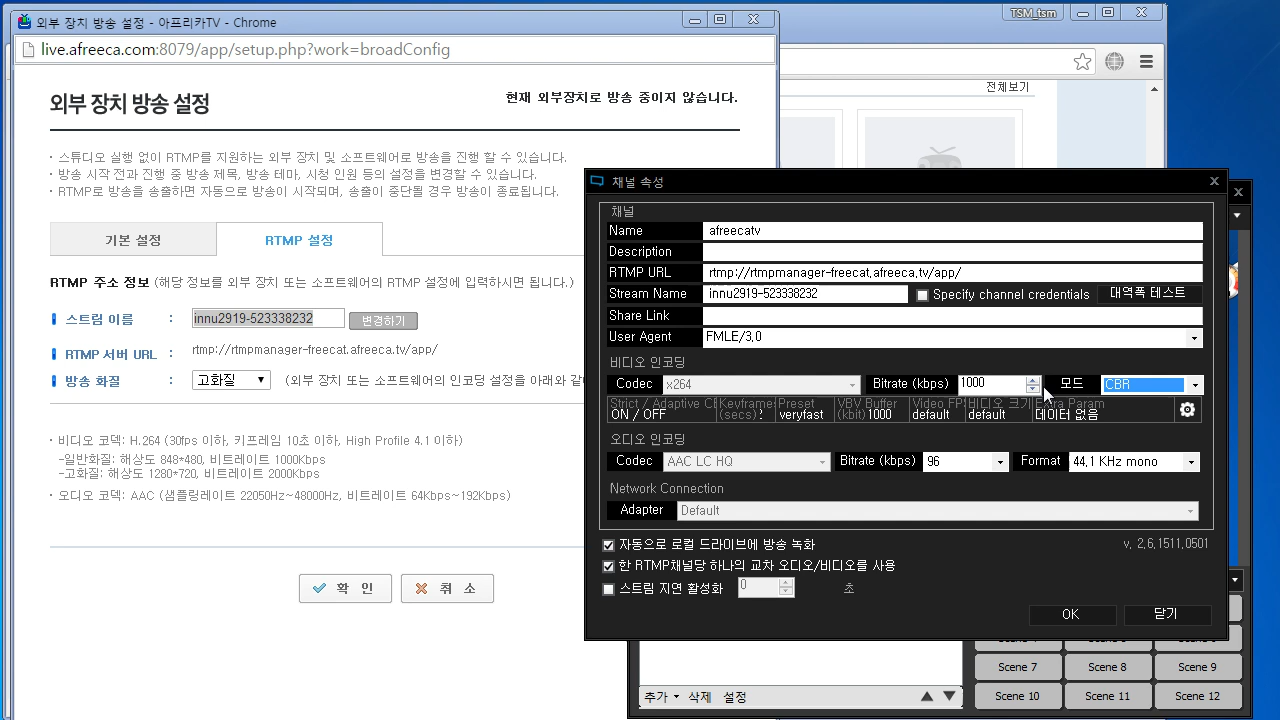 외부 장치 방송 설정 - 아프리카TV - Chrome
TSM_tsm
live.afreeca.com:8079/app/setup.php?work=broadConfig
전체보기
외부 장치 방송 설정
현재 외부장치로 방송 중이지 않습니다.
· 스튜디오 실행 없이 RTMP를 지원하는 외부 장치 및 소프트웨어로 방송을 진행 할 수 있습니다.
· 방송 시작 전과 진행 중 방송 제목, 방송 테마, 시청 인원 등의 설정을 변경할 수 있습니다.
· RTMP로 방송을 송출하면 자동으로 방송이 시작되며, 송출이 중단될 경우 방송이 종료됩니다.
기본 설정
RTMP 설정
RTMP 주소 정보 (해당 정보를 외부 장치 또는 소프트웨어의 RTMP 설정에 입력하시면 됩니다.)
스트림 이름 : innu2919-523338232 변경하기
RTMP 서버 URL : rtmp://rtmpmanager-freecat.afreeca.tv/app/
방송 화질 : 고화질 (외부 장치 또는 소프트웨어의 인코딩 설정을 아래와 같
· 비디오 코덱: H.264 (30fps 이하, 키프레임 10초 이하, High Profile 4.1 이하)
-일반화질: 해상도 848*480, 비트레이트 1000Kbps
-고화질: 해상도 1280*720, 비트레이트 2000Kbps
· 오디오 코덱: AAC (샘플링레이트 22050Hz~48000Hz, 비트레이트 64Kbps~192Kbps)
확 인
취 소
채널 속성
채널
Name afreecatv
Description
RTMP URL rtmp://rtmpmanager-freecat.afreeca.tv/app/
Stream Name innu2919-523338232 Specify channel credentials 대역폭 테스트
Share Link
User Agent FMLE/3.0
비디오 인코딩
Codec x264 Bitrate (kbps) 1000 모드 CBR
Strict / Adaptive CB Keyframe Preset VBV Buffer Video FPS 비디오 크기 Extra Param
ON / OFF (secs) ? veryfast (kbit) 1000 default default 데이터 없음
오디오 인코딩
Codec AAC LC HQ Bitrate (kbps) 96 Format 44.1 KHz mono
Network Connection
Adapter Default
자동으로 로컬 드라이브에 방송 녹화
v. 2.6.1511.0501
한 RTMP채널당 하나의 교차 오디오/비디오를 사용
스트림 지연 활성화 0 초
OK
닫기
Scene 7 Scene 8 Scene 9
Scene 10 Scene 11 Scene 12
추가 삭제 설정